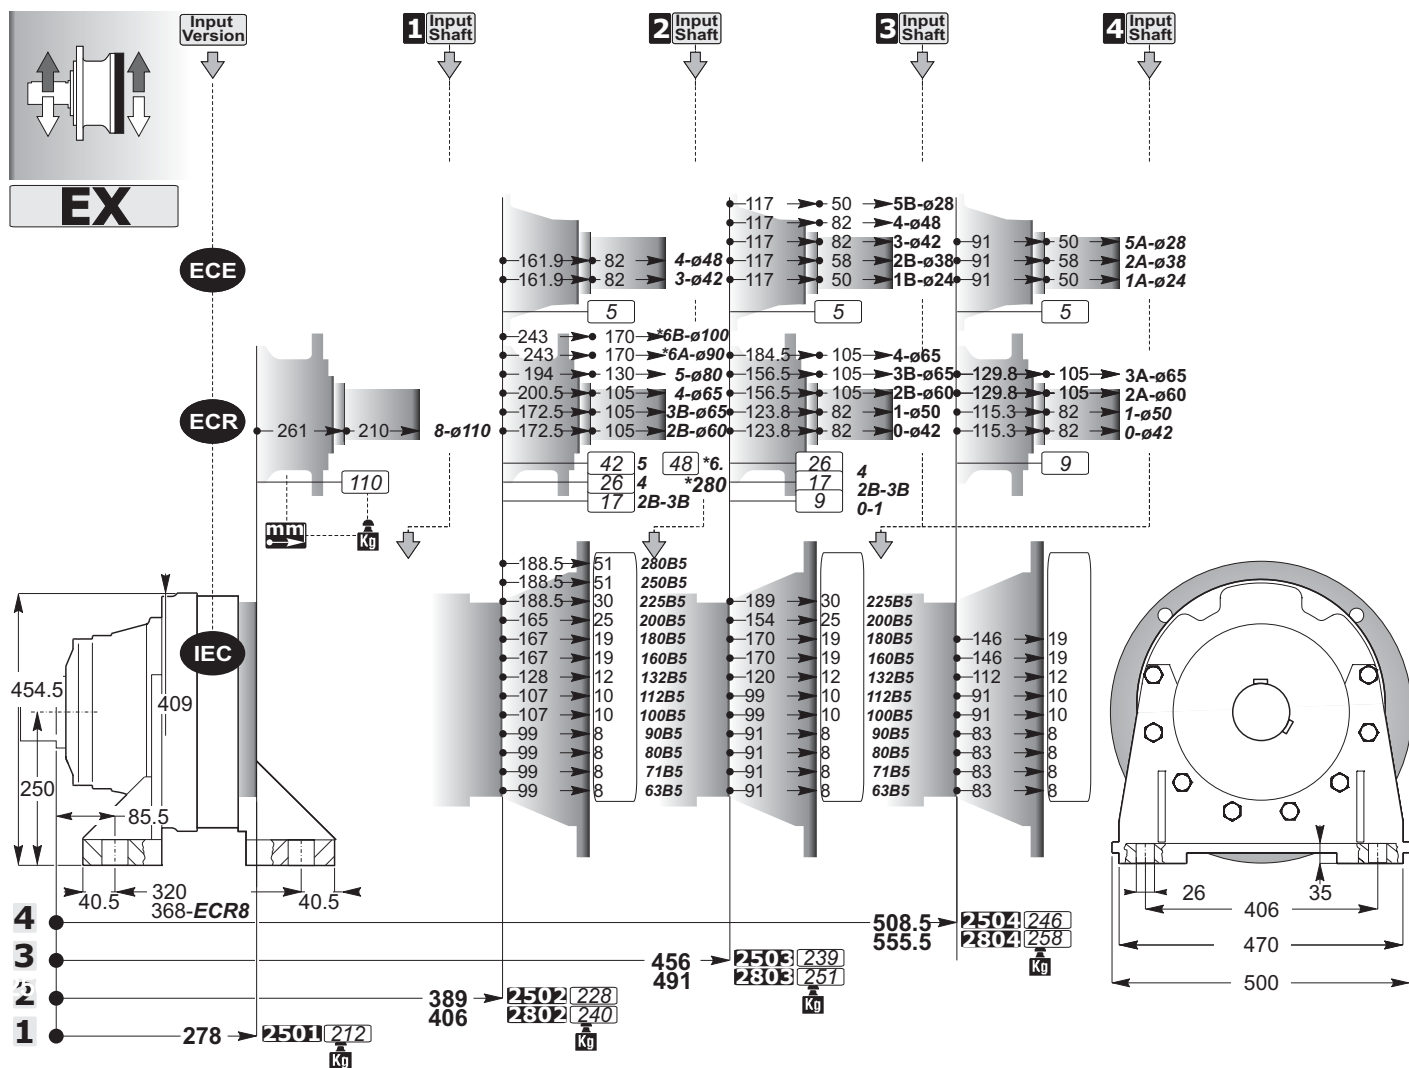 Input
Version
1 Input
Shaft
2 Input
Shaft
3 Input
Shaft
4 Input
Shaft
EX
ECE
161.9 82 4-ø48
161.9 82 3-ø42
5
117 50 5B-ø28
117 82 4-ø48
117 82 3-ø42
117 58 2B-ø38
117 50 1B-ø24
5
91 50 5A-ø28
91 58 2A-ø38
91 50 1A-ø24
5
ECR
261 210 8-ø110
110
mm
Kg
243 170 *6B-ø100
243 170 *6A-ø90
194 130 5-ø80
200.5 105 4-ø65
172.5 105 3B-ø65
172.5 105 2B-ø60
42 5
26 4
17 2B-3B
48 *6.
*280
184.5 105 4-ø65
156.5 105 3B-ø65
156.5 105 2B-ø60
123.8 82 1-ø50
123.8 82 0-ø42
26 4
17 2B-3B
9 0-1
129.8 105 3A-ø65
129.8 105 2A-ø60
115.3 82 1-ø50
115.3 82 0-ø42
9
IEC
188.5 51 280B5
188.5 51 250B5
188.5 30 225B5
165 25 200B5
167 19 180B5
167 19 160B5
128 12 132B5
107 10 112B5
107 10 100B5
99 8 90B5
99 8 80B5
99 8 71B5
99 8 63B5
189 30 225B5
154 25 200B5
170 19 180B5
170 19 160B5
120 12 132B5
99 10 112B5
99 10 100B5
91 8 90B5
91 8 80B5
91 8 71B5
91 8 63B5
146 19
146 19
112 12
91 10
91 10
83 8
83 8
83 8
83 8
454.5
409
250
85.5
40.5
320
368-ECR8
40.5
26
35
406
470
500
4
508.5 2504 246
555.5 2804 258
Kg
3
456 2503 239
491 2803 251
Kg
2
389 2502 228
406 2802 240
Kg
1
278 2501 212
Kg